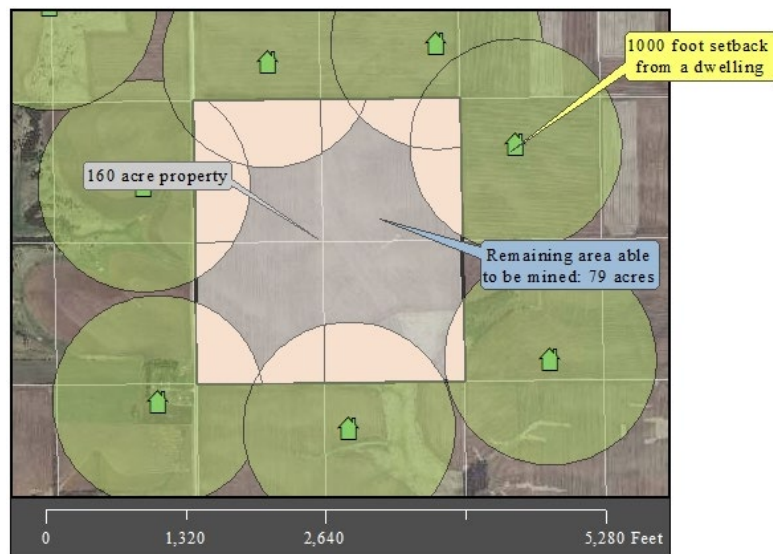 1000 foot setback
from a dwelling
160 acre property
Remaining area able
to be mined: 79 acres
0 1,320 2,640 5,280 Feet